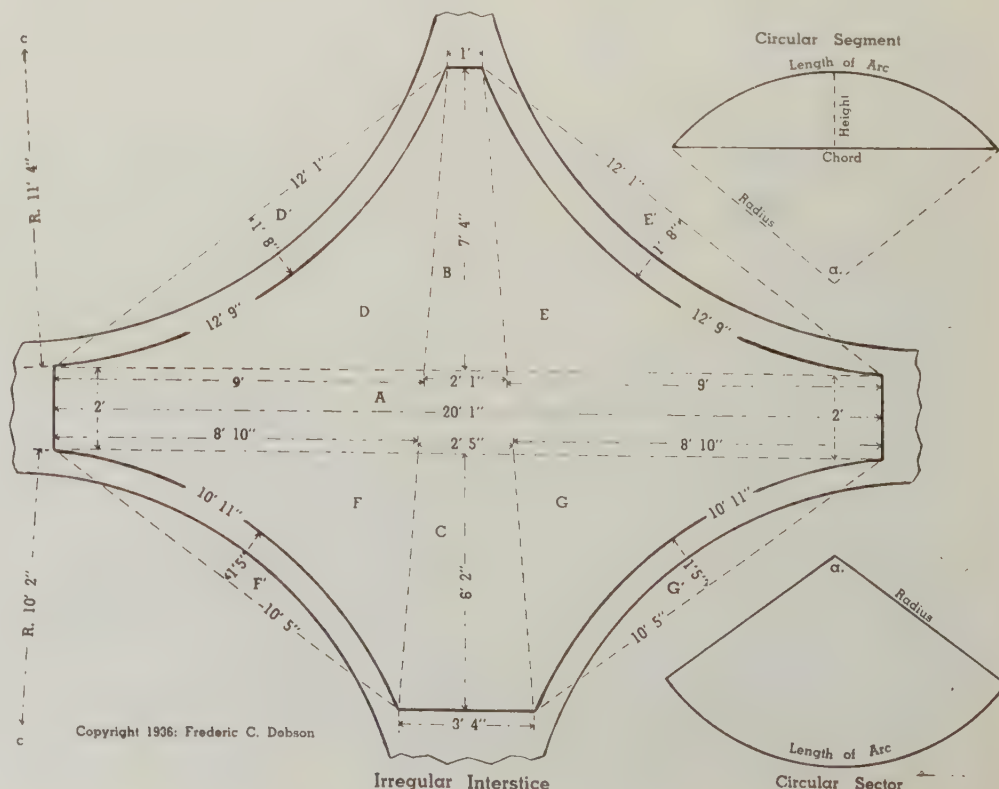 c
1'
Circular Segment
Length of Arc
Height
Chord
Radius
a.
R. 11' 4"
12' 1"
12' 1"
D'
E'
1' 8"
1' 8"
7' 4"
B
D
E
12' 9"
12' 9"
9'
2' 1"
9'
A
2'
20' 1"
2'
8' 10"
2' 5"
8' 10"
R. 10' 2"
10' 11"
10' 11"
F
C
G
1' 5"
1' 5"
F'
G'
6' 2"
10' 5"
10' 5"
a.
Radius
3' 4"
c
Copyright 1936: Frederic C. Dobson
Length of Arc
Irregular Interstice
Circular Sector